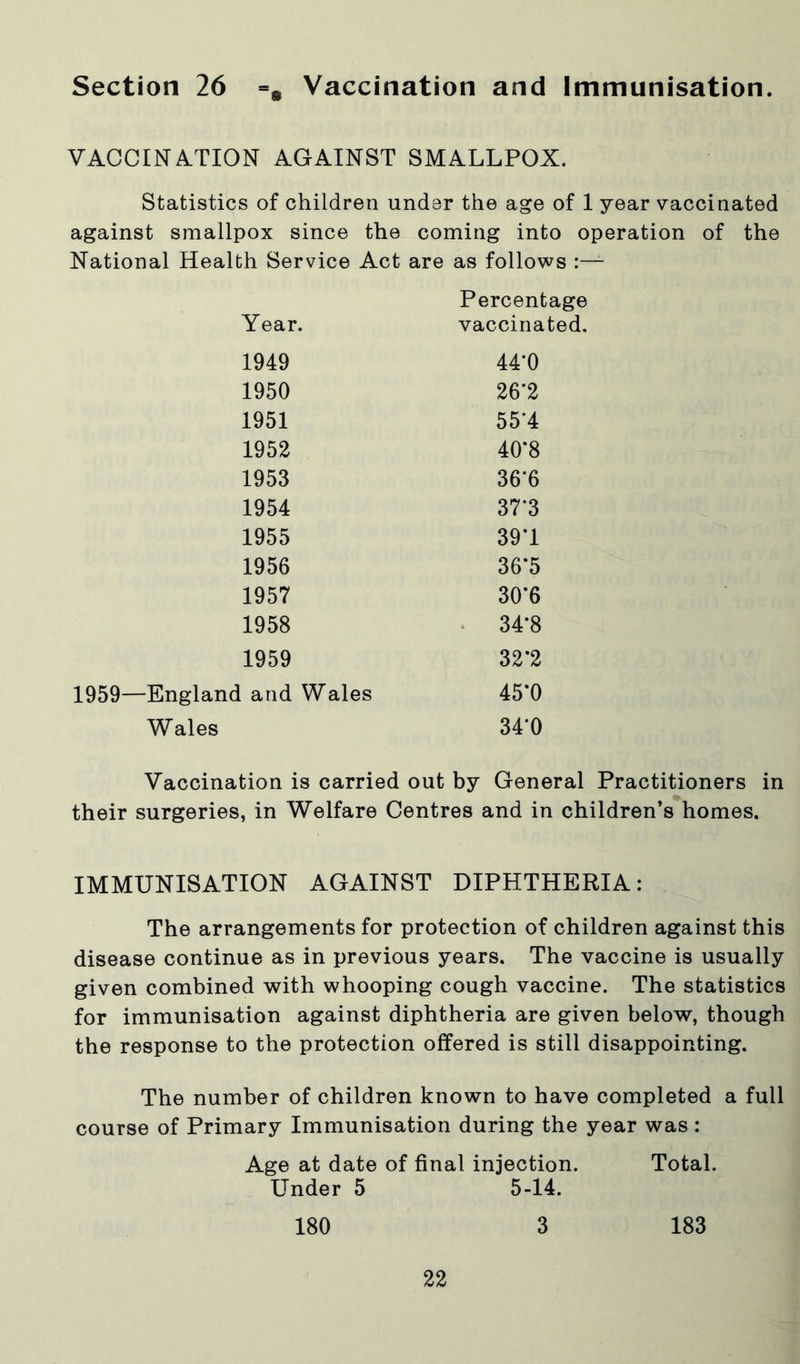 Section 26 =. Vaccination and Immunisation.
VACCINATION AGAINST SMALLPOX.
Statistics of children under the age of 1 year vaccinated
against smallpox since the coming into operation of the
National Health Service Act are as follows :—
Percentage
Year. vaccinated.
1949 44·0
1950 26·2
1951 55·4
1952 40·8
1953 36·6
1954 37·3
1955 39·1
1956 36·5
1957 30·6
1958 34·8
1959 32·2
1959—England and Wales 45·0
Wales 34·0
Vaccination is carried out by General Practitioners in
their surgeries, in Welfare Centres and in children’s homes.
IMMUNISATION AGAINST DIPHTHERIA:
The arrangements for protection of children against this
disease continue as in previous years. The vaccine is usually
given combined with whooping cough vaccine. The statistics
for immunisation against diphtheria are given below, though
the response to the protection offered is still disappointing.
The number of children known to have completed a full
course of Primary Immunisation during the year was :
Age at date of final injection. Total.
Under 5 5-14.
180 3 183
22